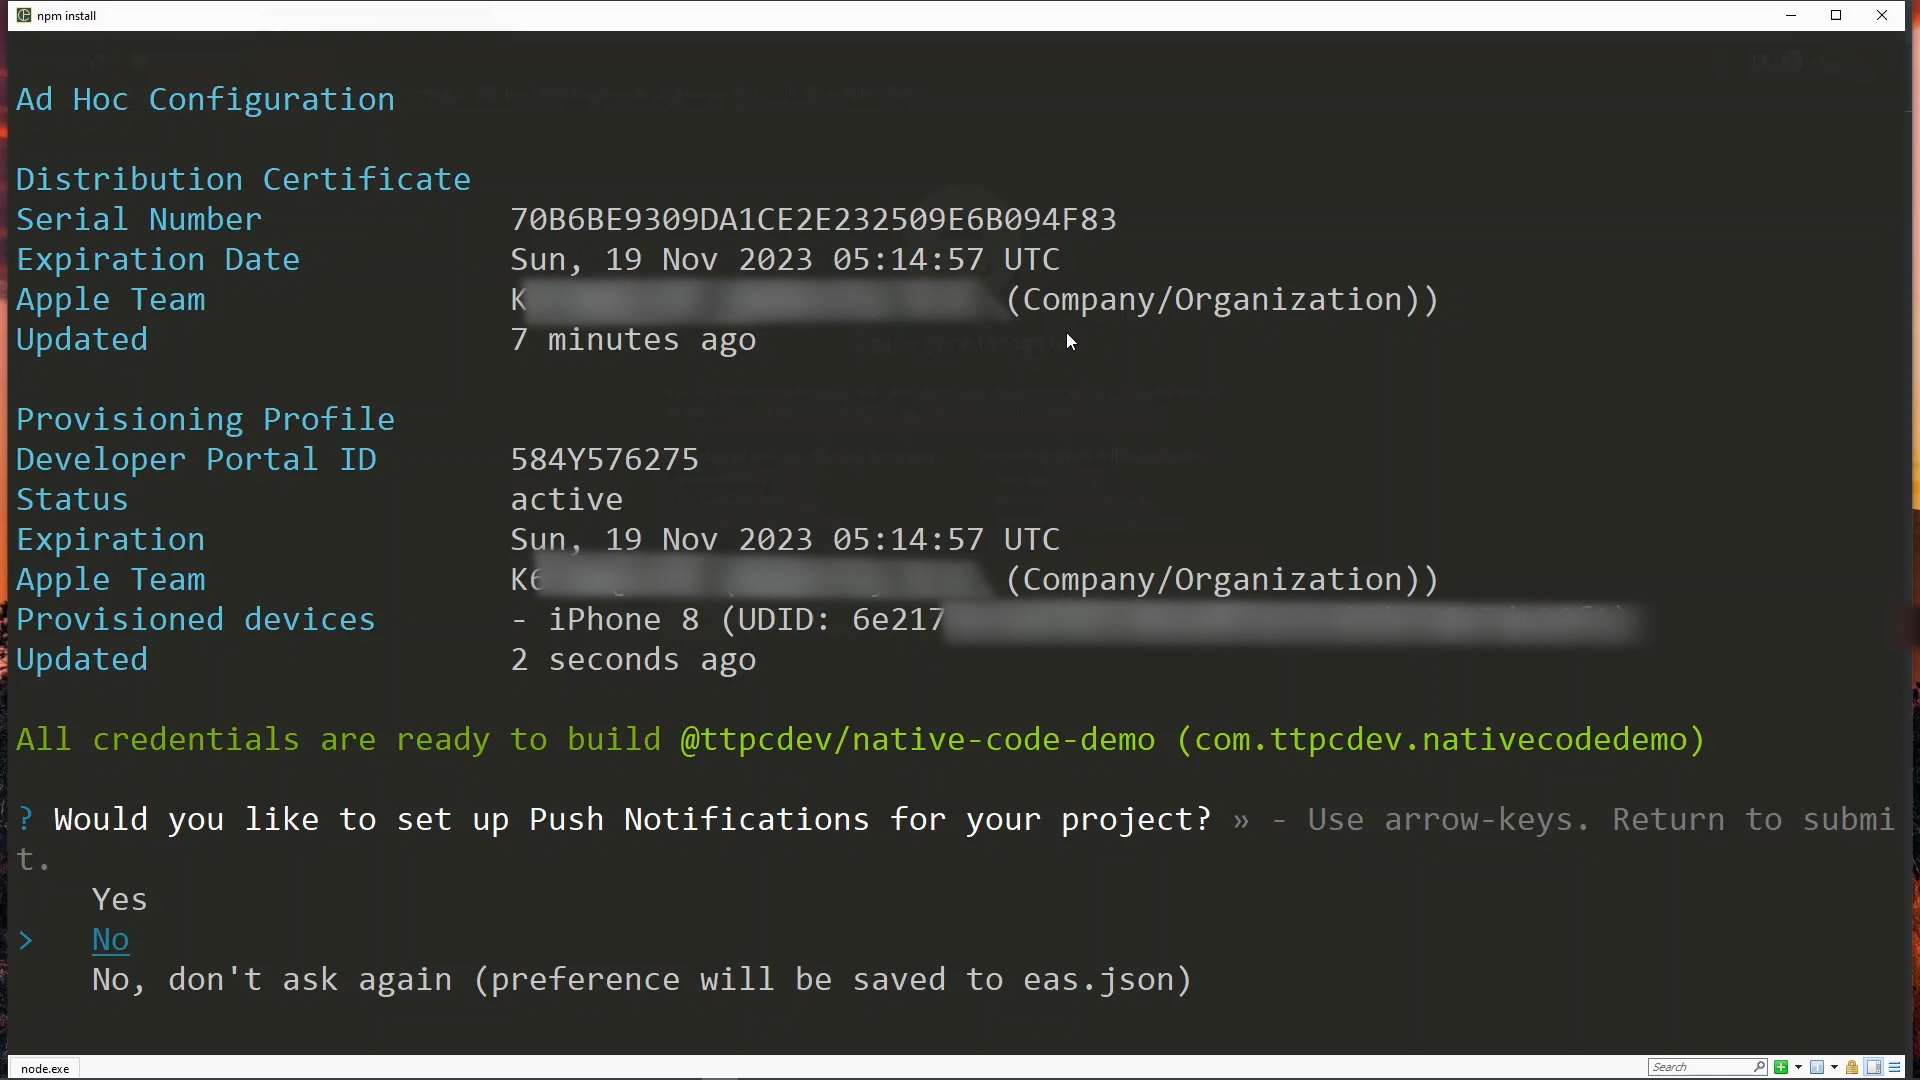 npm install
Ad Hoc Configuration
Distribution Certificate
Serial Number 70B6BE9309DA1CE2E232509E6B094F83
Expiration Date Sun, 19 Nov 2023 05:14:57 UTC
Apple Team K (Company/Organization))
Updated 7 minutes ago
Provisioning Profile
Developer Portal ID 584Y576275
Status active
Expiration Sun, 19 Nov 2023 05:14:57 UTC
Apple Team K6 (Company/Organization))
Provisioned devices - iPhone 8 (UDID: 6e217
Updated 2 seconds ago
All credentials are ready to build @ttpcdev/native-code-demo (com.ttpcdev.nativecodedemo)
? Would you like to set up Push Notifications for your project? » - Use arrow-keys. Return to submi
t.
Yes
> No
No, don't ask again (preference will be saved to eas.json)
node.exe Search